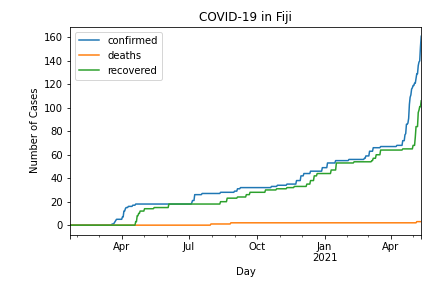 COVID-19 in Fiji
confirmed
deaths
recovered
Number of Cases
160
140
120
100
80
60
40
20
0
Apr Jul Oct Jan Apr
2021
Day